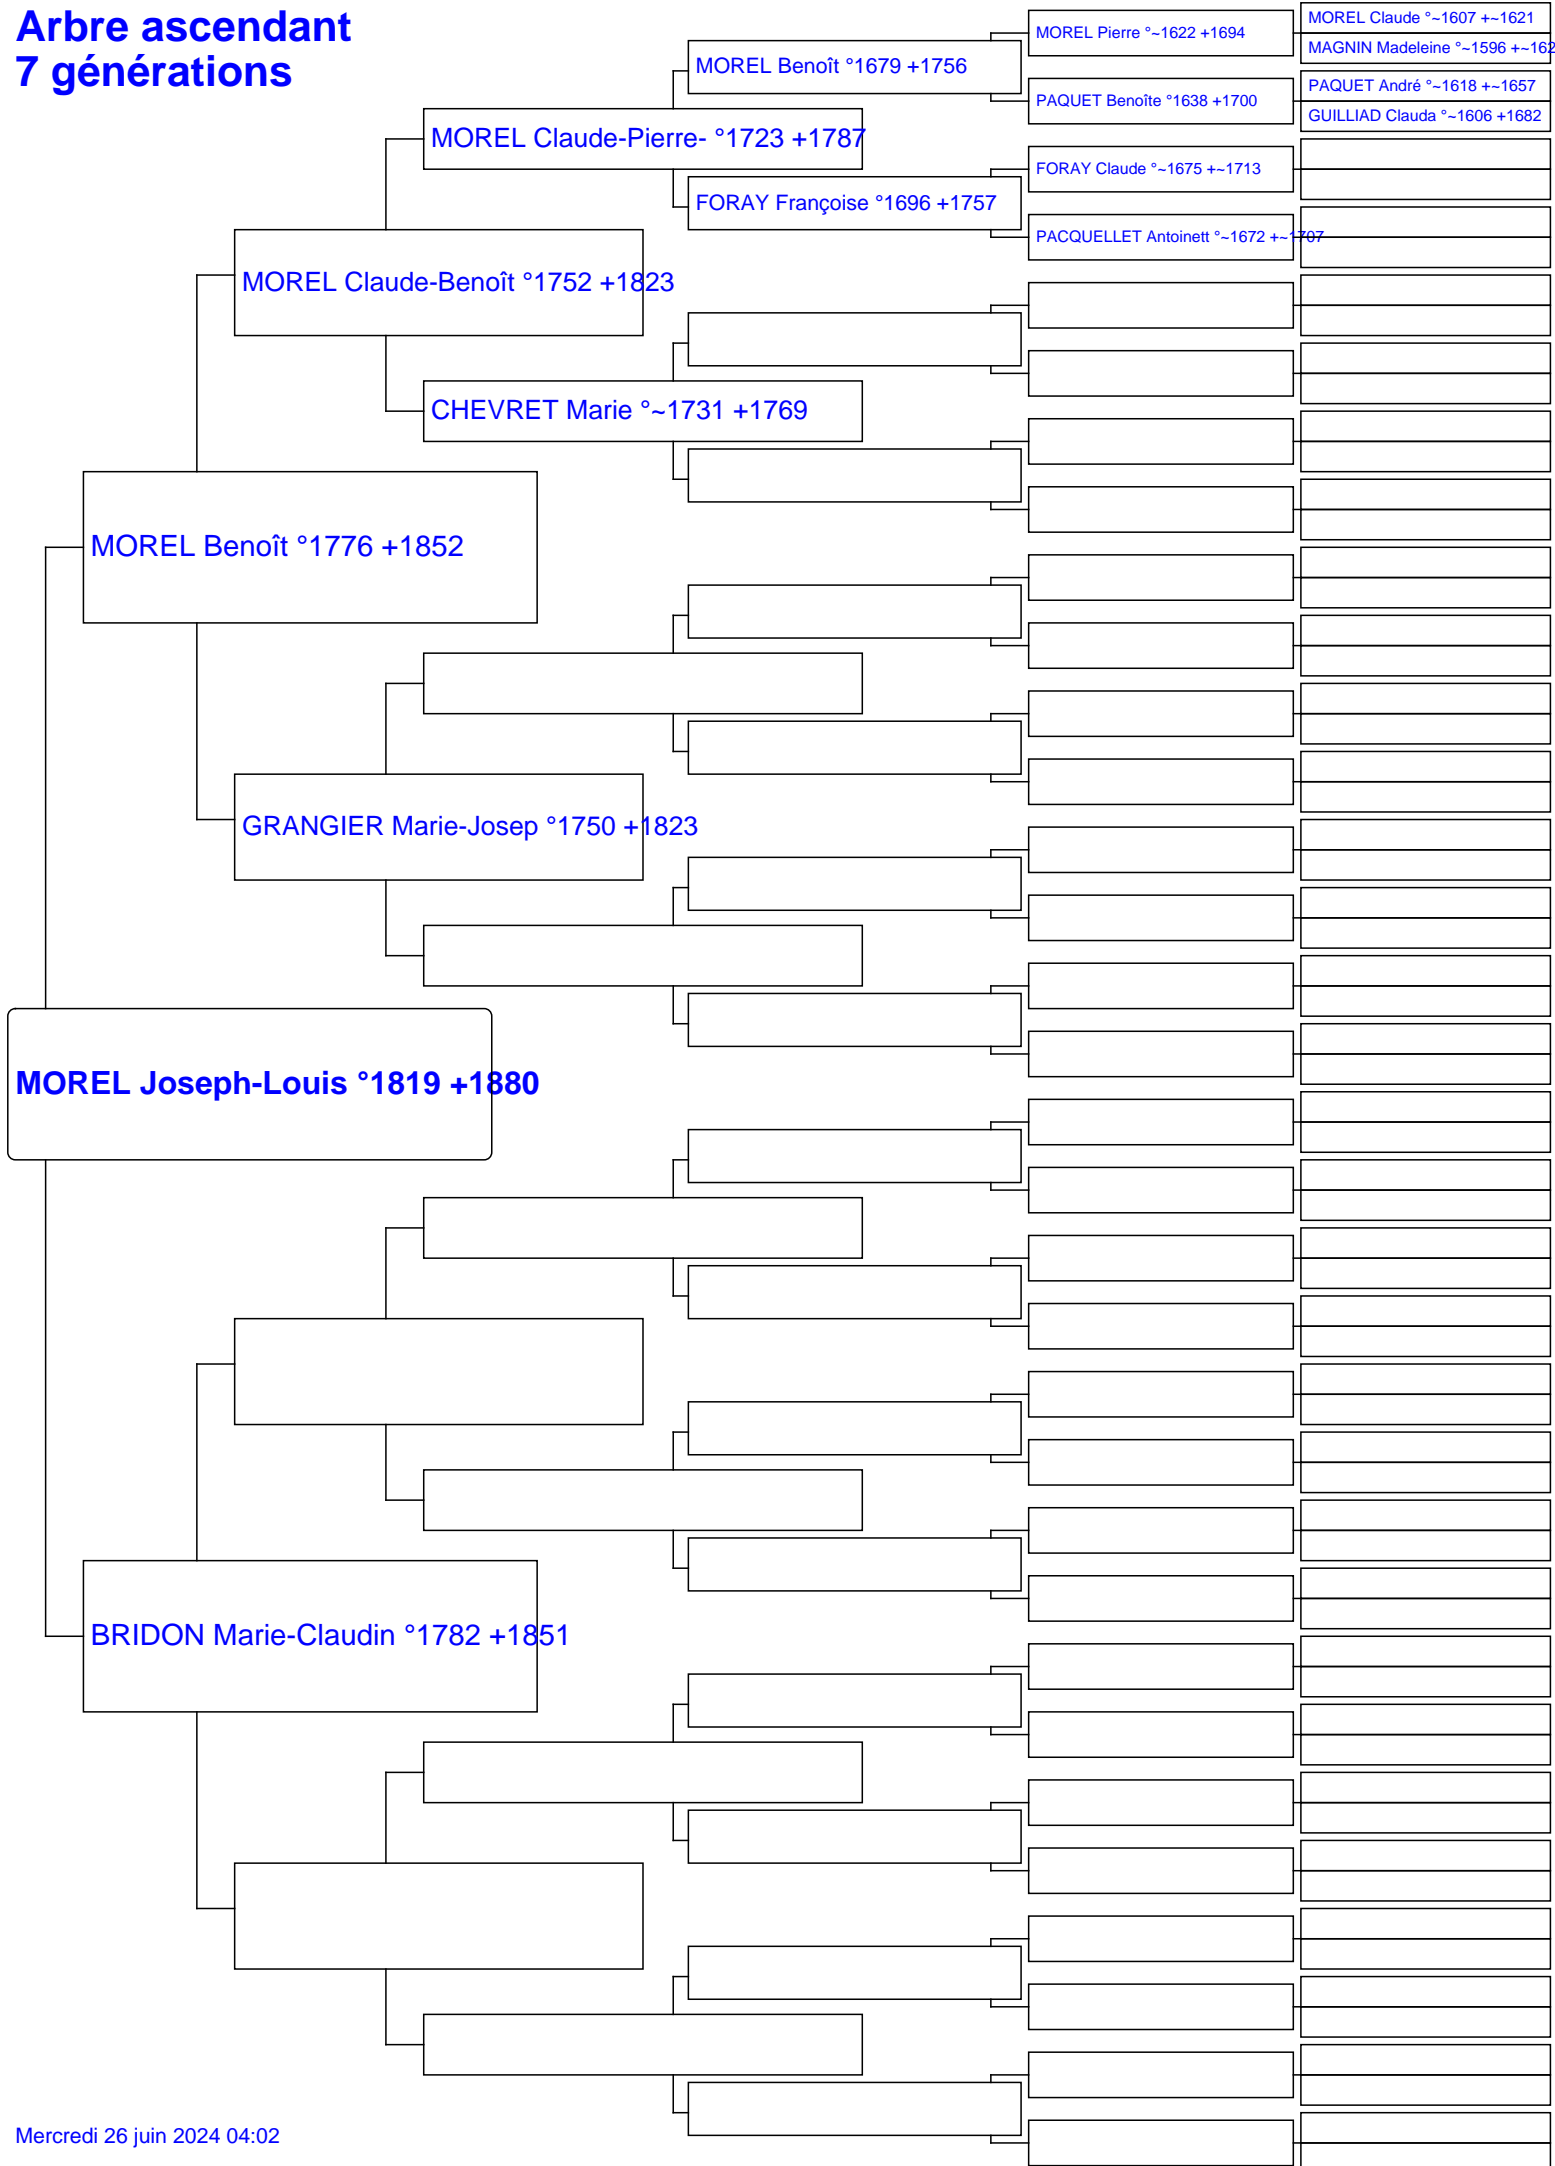 Arbre ascendant
7 générations
MOREL Claude °~1607 +~1621
MOREL Pierre °~1622 +1694
MAGNIN Madeleine °~1596 +~162
MOREL Benoît °1679 +1756
PAQUET André °~1618 +~1657
PAQUET Benoîte °1638 +1700
GUILLIAD Clauda °~1606 +1682
MOREL Claude-Pierre- °1723 +1787
FORAY Claude °~1675 +~1713
FORAY Françoise °1696 +1757
PACQUELLET Antoinett °~1672 +~1707
MOREL Claude-Benoît °1752 +1823
CHEVRET Marie °~1731 +1769
MOREL Benoît °1776 +1852
GRANGIER Marie-Josep °1750 +1823
MOREL Joseph-Louis °1819 +1880
BRIDON Marie-Claudin °1782 +1851
Mercredi 26 juin 2024 04:02